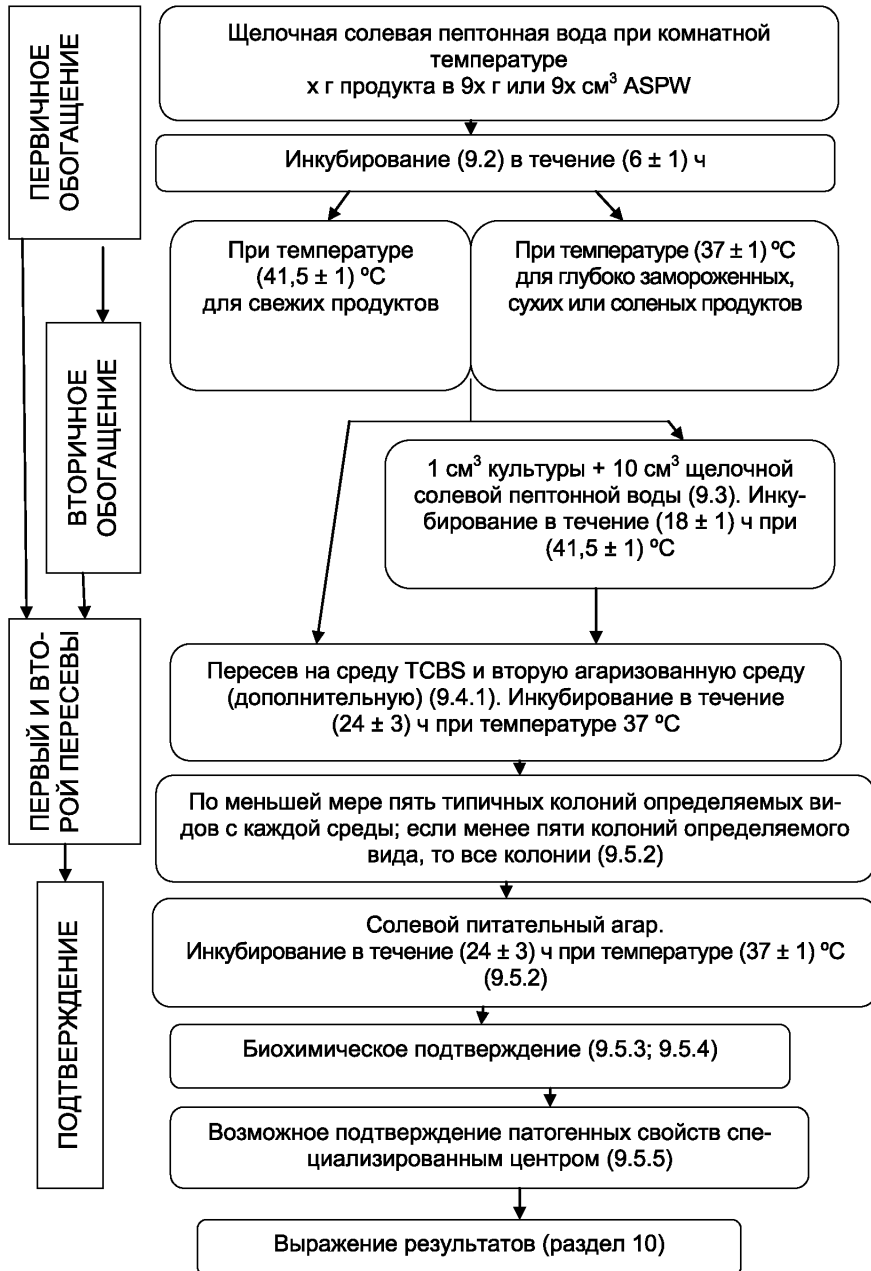 ПЕРВИЧНОЕ
ОБОГАЩЕНИЕ
Щелочная солевая пептонная вода при комнатной
температуре
х г продукта в 9х г или 9х см³ ASPW
Инкубирование (9.2) в течение (6 ± 1) ч
При температуре
(41,5 ± 1) ºС
для свежих продуктов
При температуре (37 ± 1) ºС
для глубоко замороженных,
сухих или соленых продуктов
ВТОРИЧНОЕ
ОБОГАЩЕНИЕ
1 см³ культуры + 10 см³ щелочной
солевой пептонной воды (9.3). Инку-
бирование в течение (18 ± 1) ч при
(41,5 ± 1) ºС
ПЕРВЫЙ И ВТО-
РОЙ ПЕРЕСЕВЫ
Пересев на среду TCBS и вторую агаризованную среду
(дополнительную) (9.4.1). Инкубирование в течение
(24 ± 3) ч при температуре 37 ºС
По меньшей мере пять типичных колоний определяемых ви-
дов с каждой среды; если менее пяти колоний определяемого
вида, то все колонии (9.5.2)
ПОДТВЕРЖДЕНИЕ
Солевой питательный агар.
Инкубирование в течение (24 ± 3) ч при температуре (37 ± 1) ºС
(9.5.2)
Биохимическое подтверждение (9.5.3; 9.5.4)
Возможное подтверждение патогенных свойств спе-
циализированным центром (9.5.5)
Выражение результатов (раздел 10)